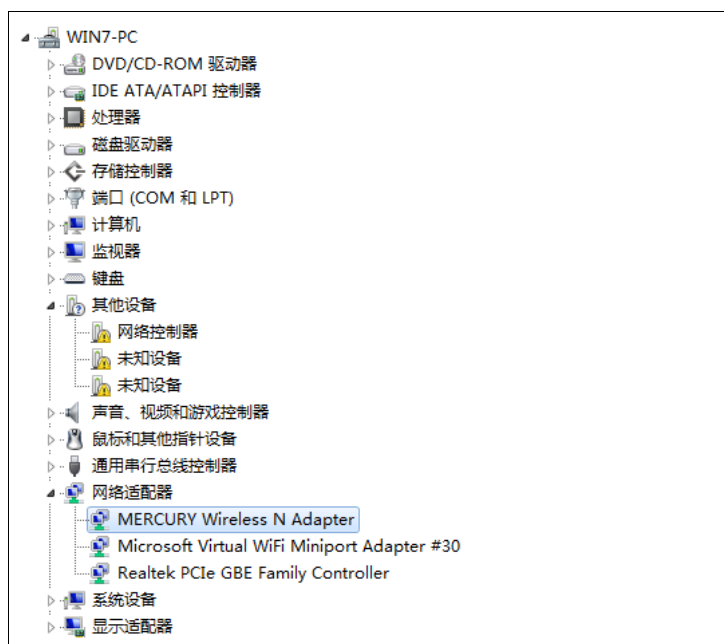 WIN7-PC
DVD/CD-ROM 驱动器
IDE ATA/ATAPI 控制器
处理器
磁盘驱动器
存储控制器
端口 (COM 和 LPT)
计算机
监视器
键盘
其他设备
网络控制器
未知设备
未知设备
声音、视频和游戏控制器
鼠标和其他指针设备
通用串行总线控制器
网络适配器
MERCURY Wireless N Adapter
Microsoft Virtual WiFi Miniport Adapter #30
Realtek PCIe GBE Family Controller
系统设备
显示适配器